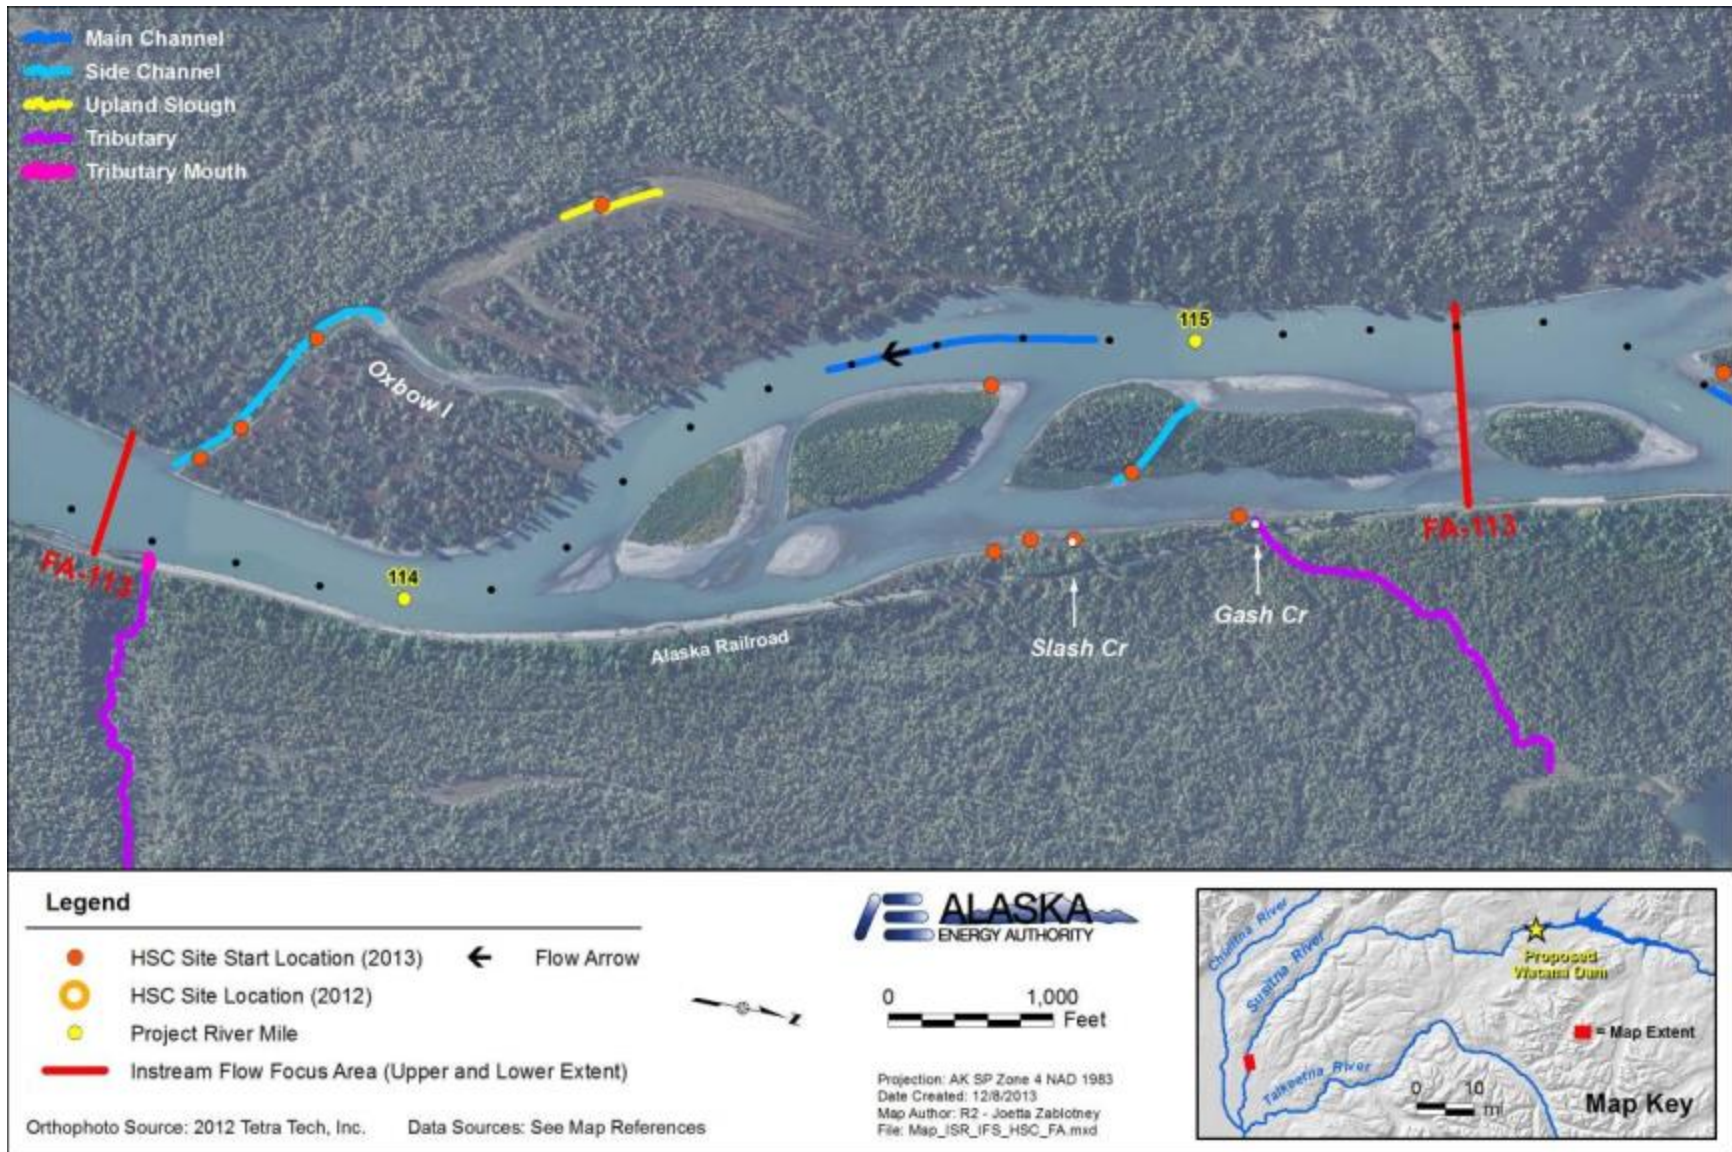 Main Channel
Side Channel
Upland Slough
Tributary
Tributary Mouth
115
Oxbow I
FA-113
FA-113
114
Gash Cr
Slash Cr
Alaska Railroad
Legend
HSC Site Start Location (2013)
Flow Arrow
HSC Site Location (2012)
Project River Mile
Instream Flow Focus Area (Upper and Lower Extent)
Orthophoto Source: 2012 Tetra Tech, Inc.
Data Sources: See Map References
ALASKA
ENERGY AUTHORITY
0 1,000
Feet
Z
Projection: AK SP Zone 4 NAD 1983
Date Created: 12/8/2013
Map Author: R2 - Joetta Zablotney
File: Map_ISR_IFS_HSC_FA.mxd
Chulitna River
Susitna River
Proposed
Watana Dam
= Map Extent
Talkeetna River
0 10
mi
Map Key